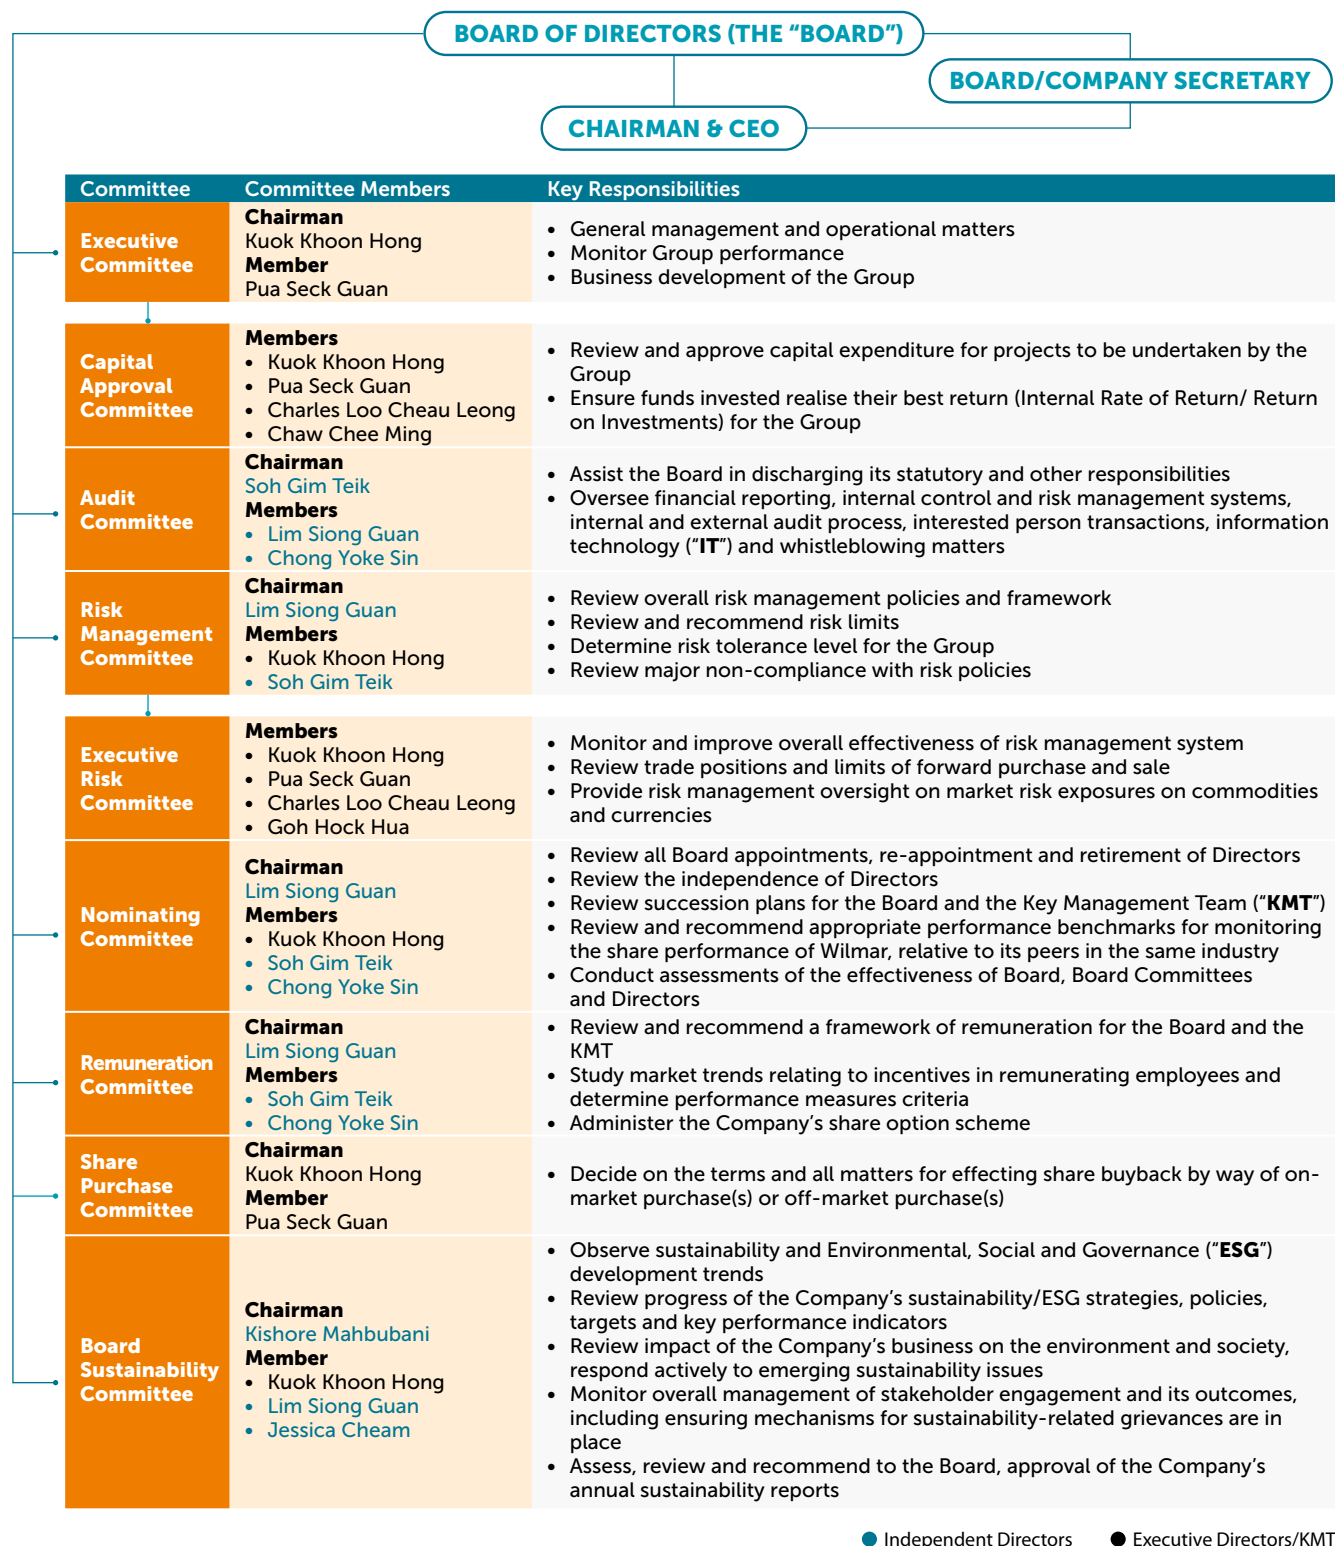 BOARD OF DIRECTORS (THE “BOARD”)
BOARD/COMPANY SECRETARY
CHAIRMAN & CEO
Committee
Committee Members
Key Responsibilities
Executive
Committee
Chairman
Kuok Khoon Hong
Member
Pua Seck Guan
• General management and operational matters
• Monitor Group performance
• Business development of the Group
Capital
Approval
Committee
Members
• Kuok Khoon Hong
• Pua Seck Guan
• Charles Loo Cheau Leong
• Chaw Chee Ming
• Review and approve capital expenditure for projects to be undertaken by the
Group
• Ensure funds invested realise their best return (Internal Rate of Return/ Return
on Investments) for the Group
Audit
Committee
Chairman
Soh Gim Teik
Members
• Lim Siong Guan
• Chong Yoke Sin
• Assist the Board in discharging its statutory and other responsibilities
• Oversee financial reporting, internal control and risk management systems,
internal and external audit process, interested person transactions, information
technology (“IT”) and whistleblowing matters
Risk
Management
Committee
Chairman
Lim Siong Guan
Members
• Kuok Khoon Hong
• Soh Gim Teik
• Review overall risk management policies and framework
• Review and recommend risk limits
• Determine risk tolerance level for the Group
• Review major non-compliance with risk policies
Executive
Risk
Committee
Members
• Kuok Khoon Hong
• Pua Seck Guan
• Charles Loo Cheau Leong
• Goh Hock Hua
• Monitor and improve overall effectiveness of risk management system
• Review trade positions and limits of forward purchase and sale
• Provide risk management oversight on market risk exposures on commodities
and currencies
Nominating
Committee
Chairman
Lim Siong Guan
Members
• Kuok Khoon Hong
• Soh Gim Teik
• Chong Yoke Sin
• Review all Board appointments, re-appointment and retirement of Directors
• Review the independence of Directors
• Review succession plans for the Board and the Key Management Team (“KMT”)
• Review and recommend appropriate performance benchmarks for monitoring
the share performance of Wilmar, relative to its peers in the same industry
• Conduct assessments of the effectiveness of Board, Board Committees
and Directors
Remuneration
Committee
Chairman
Lim Siong Guan
Members
• Soh Gim Teik
• Chong Yoke Sin
• Review and recommend a framework of remuneration for the Board and the
KMT
• Study market trends relating to incentives in remunerating employees and
determine performance measures criteria
• Administer the Company’s share option scheme
Share
Purchase
Committee
Chairman
Kuok Khoon Hong
Member
Pua Seck Guan
• Decide on the terms and all matters for effecting share buyback by way of on-
market purchase(s) or off-market purchase(s)
Board
Sustainability
Committee
Chairman
Kishore Mahbubani
Member
• Kuok Khoon Hong
• Lim Siong Guan
• Jessica Cheam
• Observe sustainability and Environmental, Social and Governance (“ESG”)
development trends
• Review progress of the Company’s sustainability/ESG strategies, policies,
targets and key performance indicators
• Review impact of the Company’s business on the environment and society,
respond actively to emerging sustainability issues
• Monitor overall management of stakeholder engagement and its outcomes,
including ensuring mechanisms for sustainability-related grievances are in
place
• Assess, review and recommend to the Board, approval of the Company’s
annual sustainability reports
Independent Directors
Executive Directors/KMT